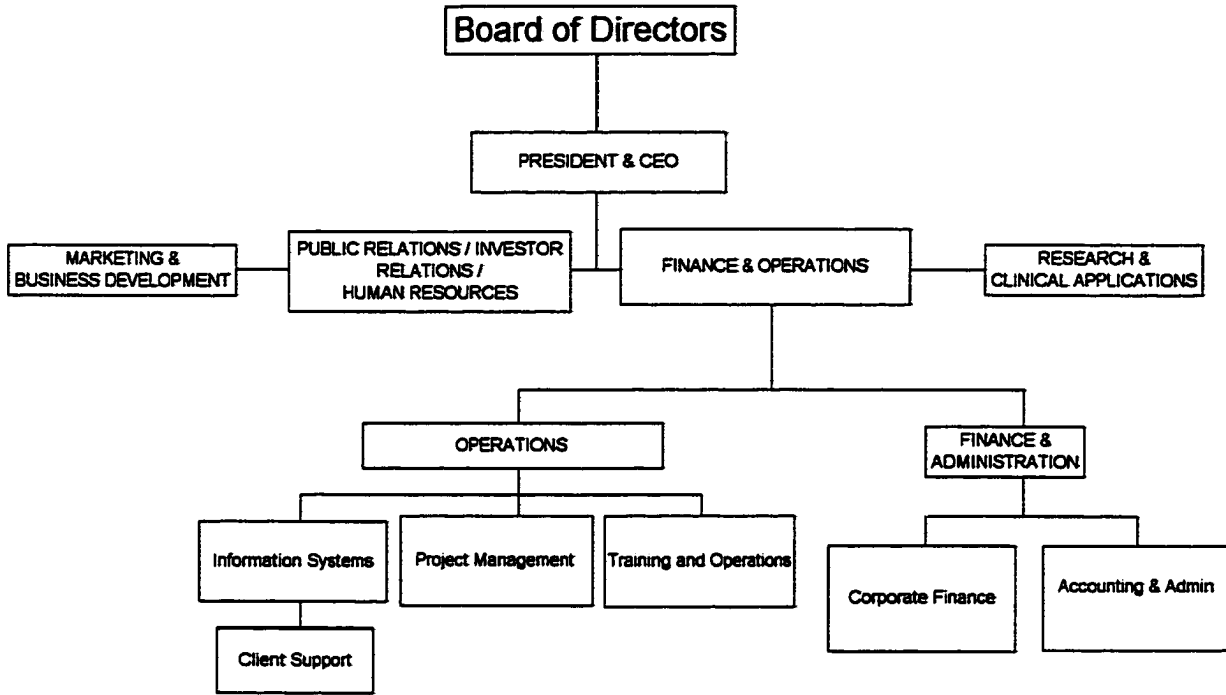 Board of Directors
PRESIDENT & CEO
MARKETING &
BUSINESS DEVELOPMENT
PUBLIC RELATIONS / INVESTOR
RELATIONS /
HUMAN RESOURCES
FINANCE & OPERATIONS
RESEARCH &
CLINICAL APPLICATIONS
OPERATIONS
FINANCE &
ADMINISTRATION
Information Systems
Project Management
Training and Operations
Corporate Finance
Accounting & Admin
Client Support